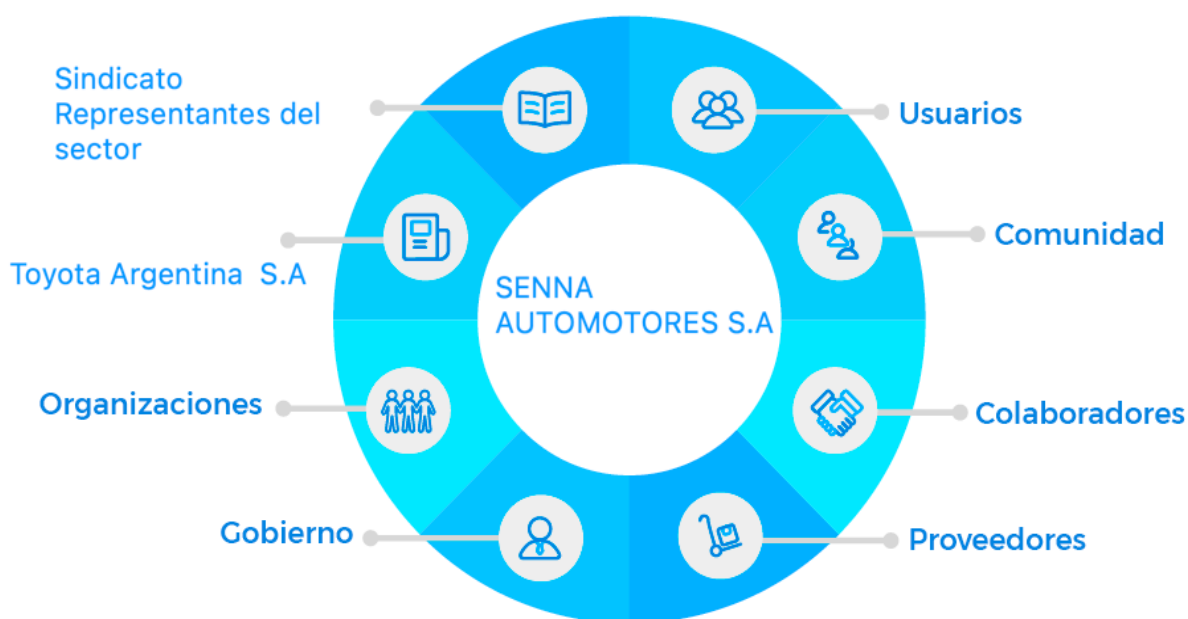 Sindicato
Representantes del
sector
Usuarios
Toyota Argentina  S.A
Comunidad
SENNA
AUTOMOTORES S.A
Organizaciones
Colaboradores
Gobierno
Proveedores